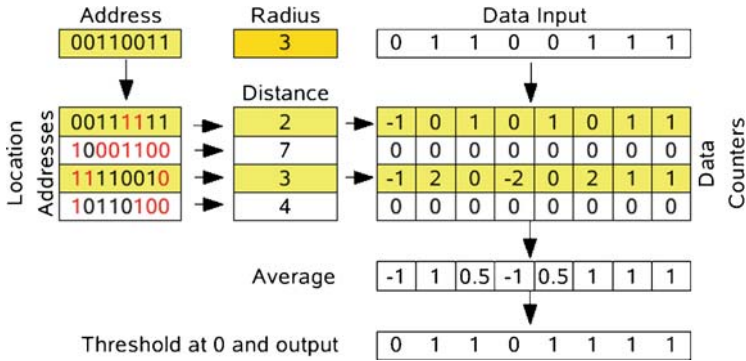 Address Radius Data Input
00110011 3 0 1 1 0 0 1 1 1
Distance
00111111 2 -1 0 1 0 1 0 1 1
10001100 7 0 0 0 0 0 0 0 0
11110010 3 -1 2 0 -2 0 2 1 1
10110100 4 0 0 0 0 0 0 0 0
Location
Addresses
Data
Counters
Average -1 1 0.5 -1 0.5 1 1 1
Threshold at 0 and output 0 1 1 0 1 1 1 1